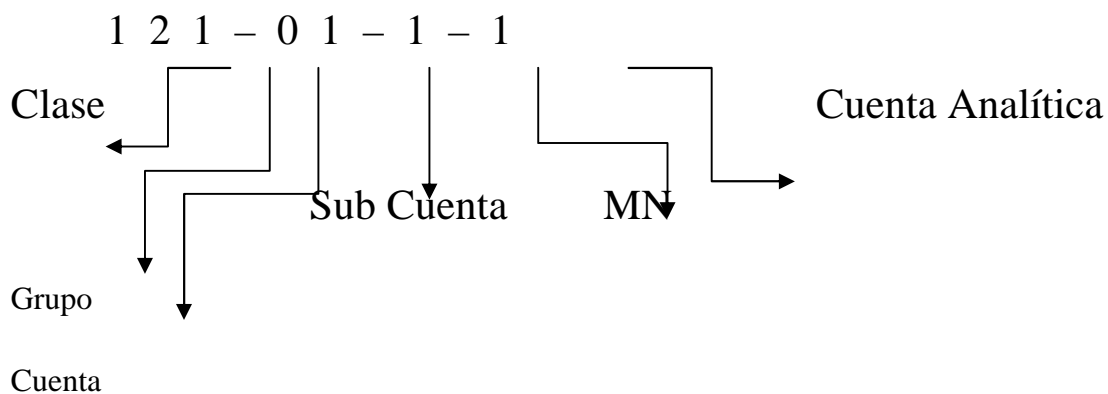 1 2 1 – 0 1 – 1 – 1
Clase Cuenta Analítica
Sub Cuenta MN
Grupo
Cuenta